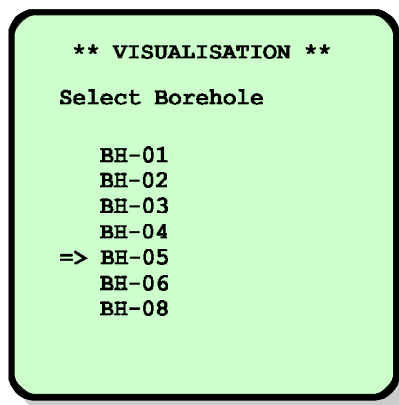 ** VISUALISATION **
Select Borehole
BH-01
BH-02
BH-03
BH-04
=> BH-05
BH-06
BH-08